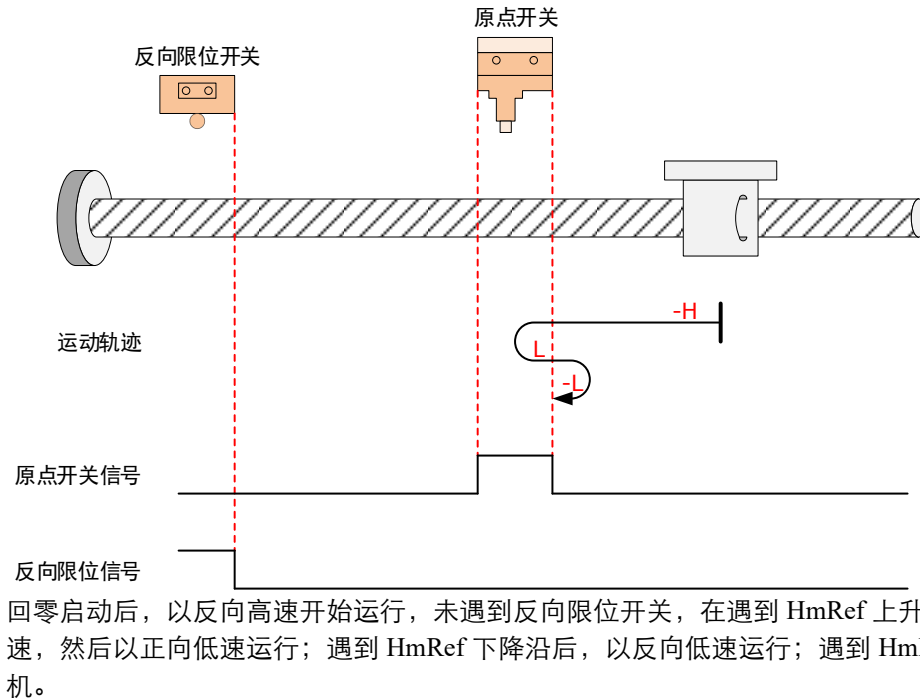 原点开关
反向限位开关
-H
运动轨迹
L
-L
原点开关信号
反向限位信号
回零启动后，以反向高速开始运行，未遇到反向限位开关，在遇到 HmRef 上升
速，然后以正向低速运行；遇到 HmRef 下降沿后，以反向低速运行；遇到
机。